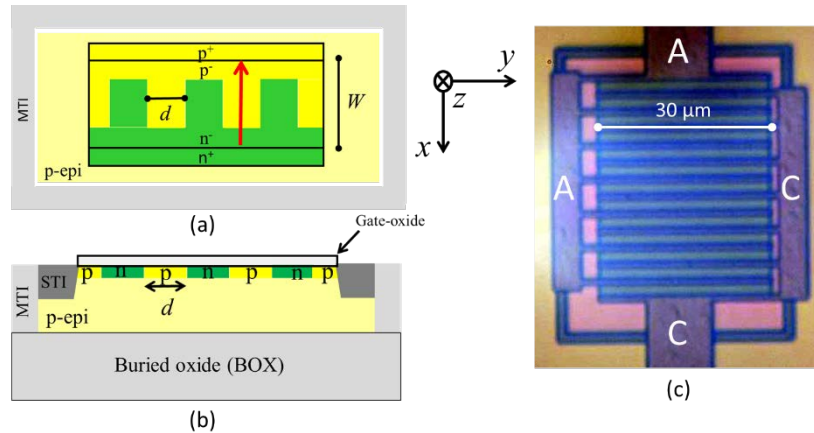 p⁺
p⁻
d
W
n⁻
n⁺
MTI
p-epi
(a)
y
z
x
Gate-oxide
p n p n p n p
STI
MTI
d
p-epi
Buried oxide (BOX)
(b)
A
30 µm
A
C
C
(c)